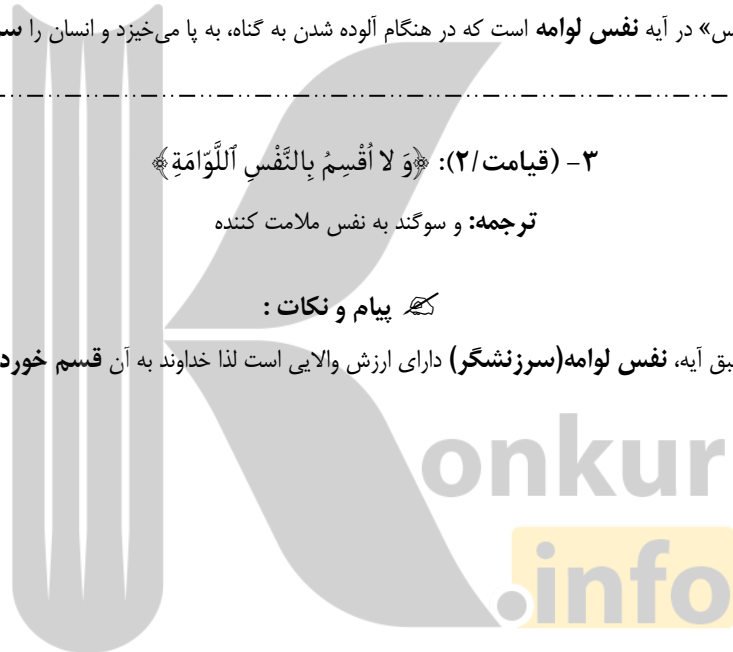 س» در آیه نفس لوامه است که در هنگام آلوده شدن به گناه، به پا می‌خیزد و انسان را
۳- (قیامت/۲): ﴿وَ لا اُقْسِمُ بِالنَّفْسِ ٱللَّوّامَةِ﴾
ترجمه: و سوگند به نفس ملامت کننده
پیام و نکات :
بق آیه، نفس لوامه(سرزنشگر) دارای ارزش والایی است لذا خداوند به آن قسم خورد
onkur
.info